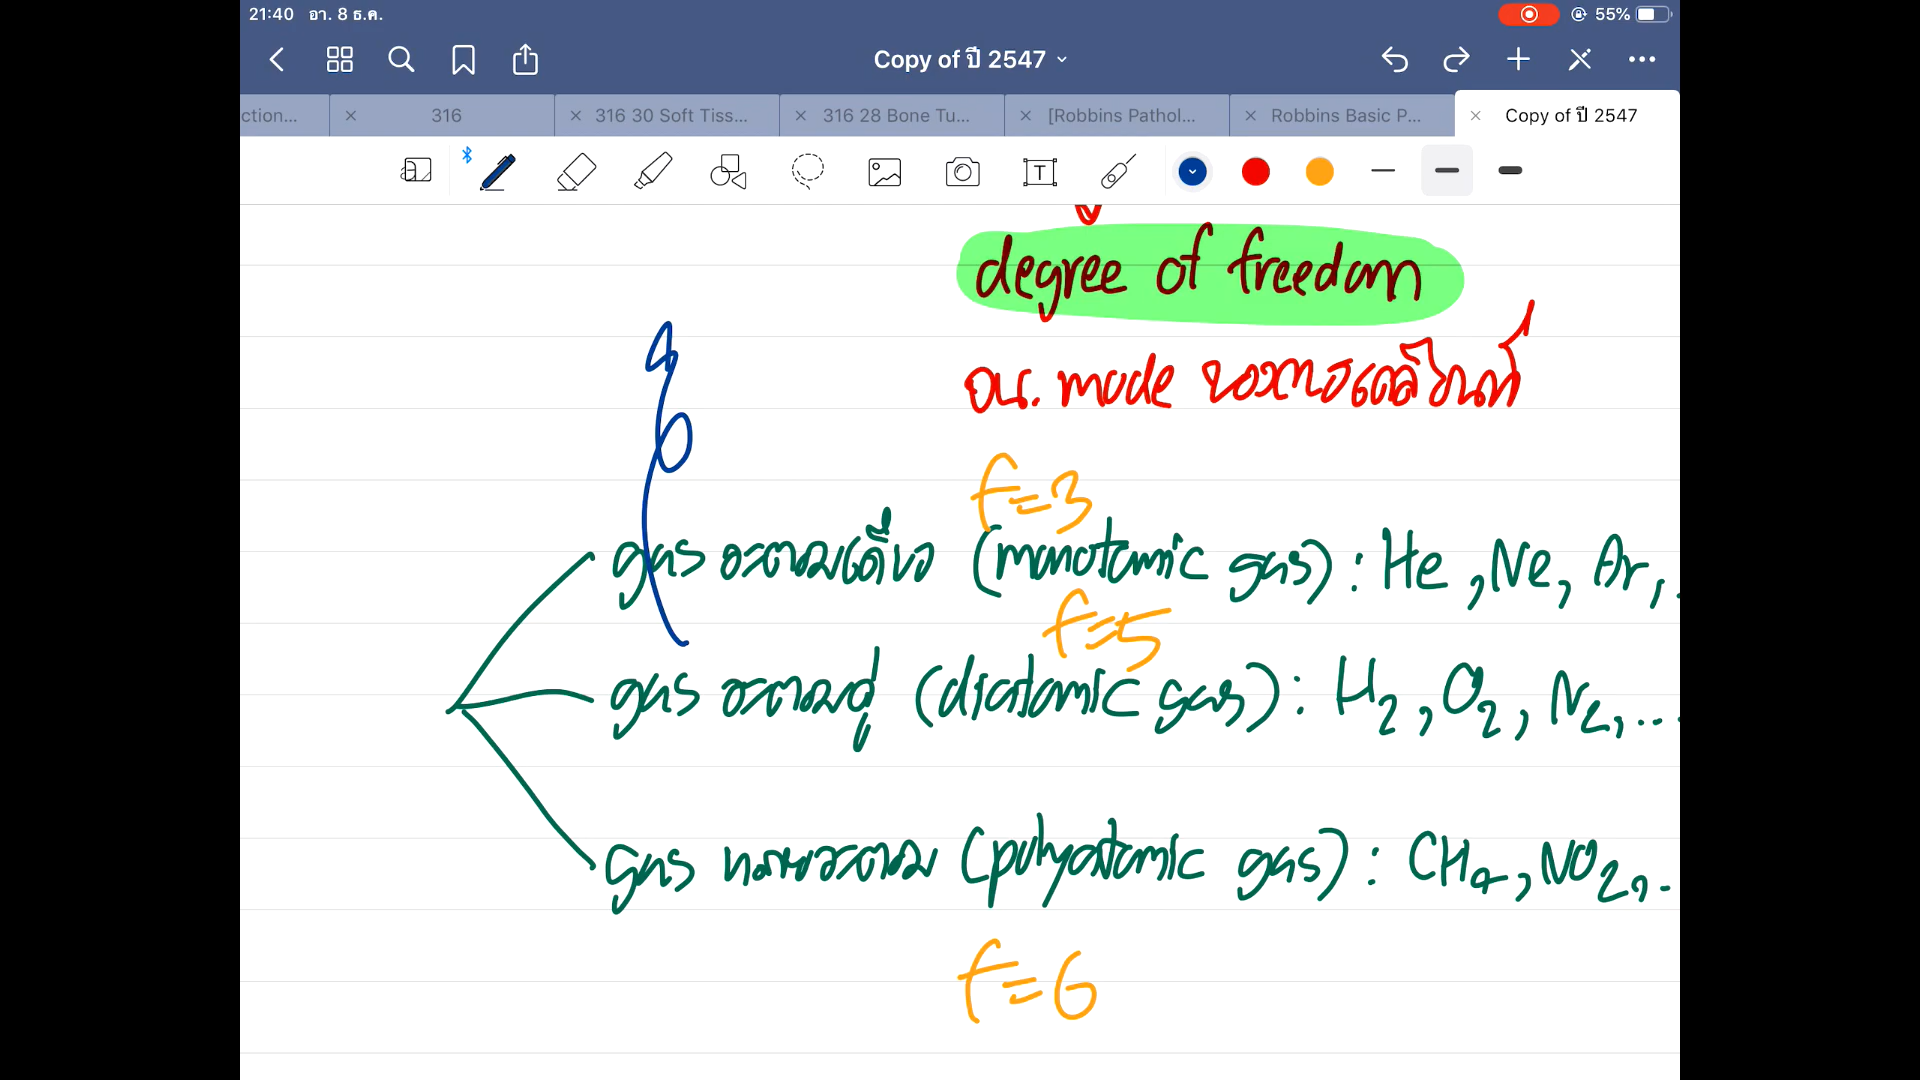 21:40 อา. 8 ธ.ค.
55%
Copy of ปี 2547
ction...
316
316 30 Soft Tiss...
316 28 Bone Tu...
[Robbins Pathol...
Robbins Basic P...
Copy of ปี 2547
degree of freedom
จน. mode ของการเคลื่อนที่
f=3
gas อะตอมเดี่ยว (monotomic gas) : He, Ne, Ar, .
f=5
gas อะตอมคู่ (diatomic gas) : H2, O2, N2, ...
gas หลายอะตอม (polyatomic gas) : CH4, NO2, ..
f=6